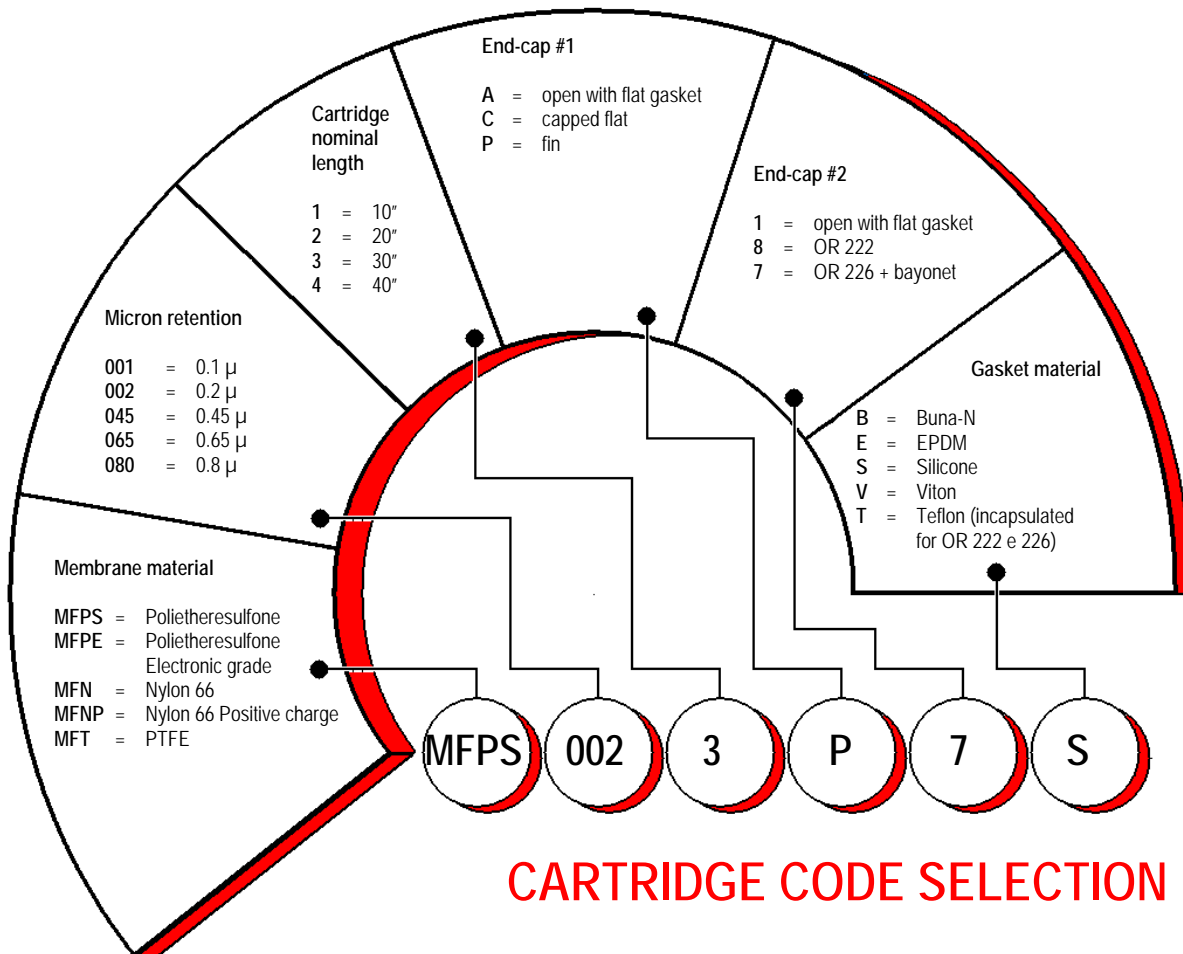 End-cap #1
A = open with flat gasket
C = capped flat
P = fin
Cartridge
nominal
length
1 = 10"
2 = 20"
3 = 30"
4 = 40"
End-cap #2
1 = open with flat gasket
8 = OR 222
7 = OR 226 + bayonet
Micron retention
001 = 0.1 µ
002 = 0.2 µ
045 = 0.45 µ
065 = 0.65 µ
080 = 0.8 µ
Gasket material
B = Buna-N
E = EPDM
S = Silicone
V = Viton
T = Teflon (incapsulated
for OR 222 e 226)
Membrane material
MFPS = Polietheresulfone
MFPE = Polietheresulfone
Electronic grade
MFN = Nylon 66
MFNP = Nylon 66 Positive charge
MFT = PTFE
MFPS 002 3 P 7 S
CARTRIDGE CODE SELECTION